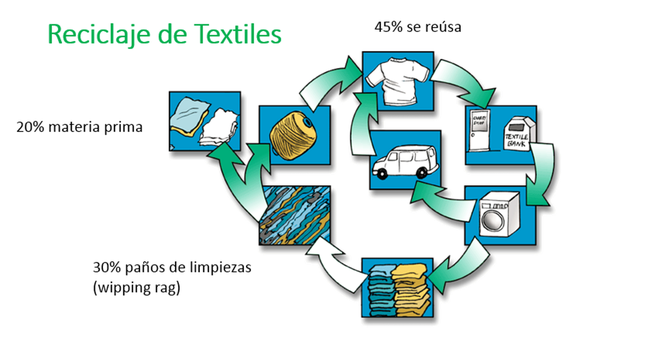 Reciclaje de Textiles
45% se reúsa
20% materia prima
TEXTILE
BANK
30% paños de limpiezas
(wipping rag)